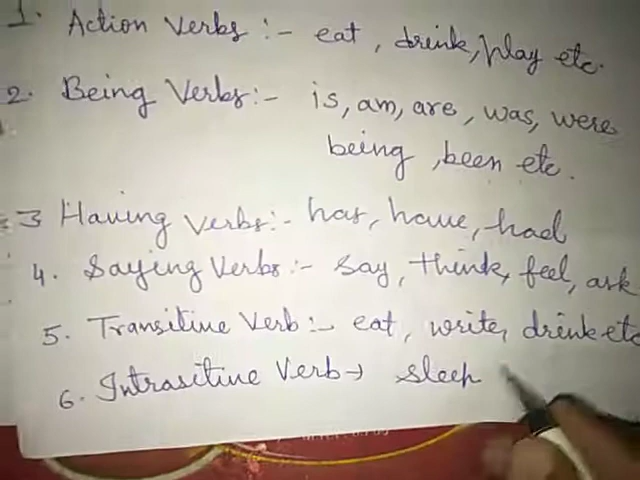 1. Action Verbs :- eat, drink, play etc.
2. Being Verbs :- is, am, are, was, were
being, been etc.
3 Having Verbs :- has, have, had
4. Saying Verbs :- say, think, feel, ask
5. Transitive Verb :- eat, write, drink etc
6. Intrasitive Verb → sleep